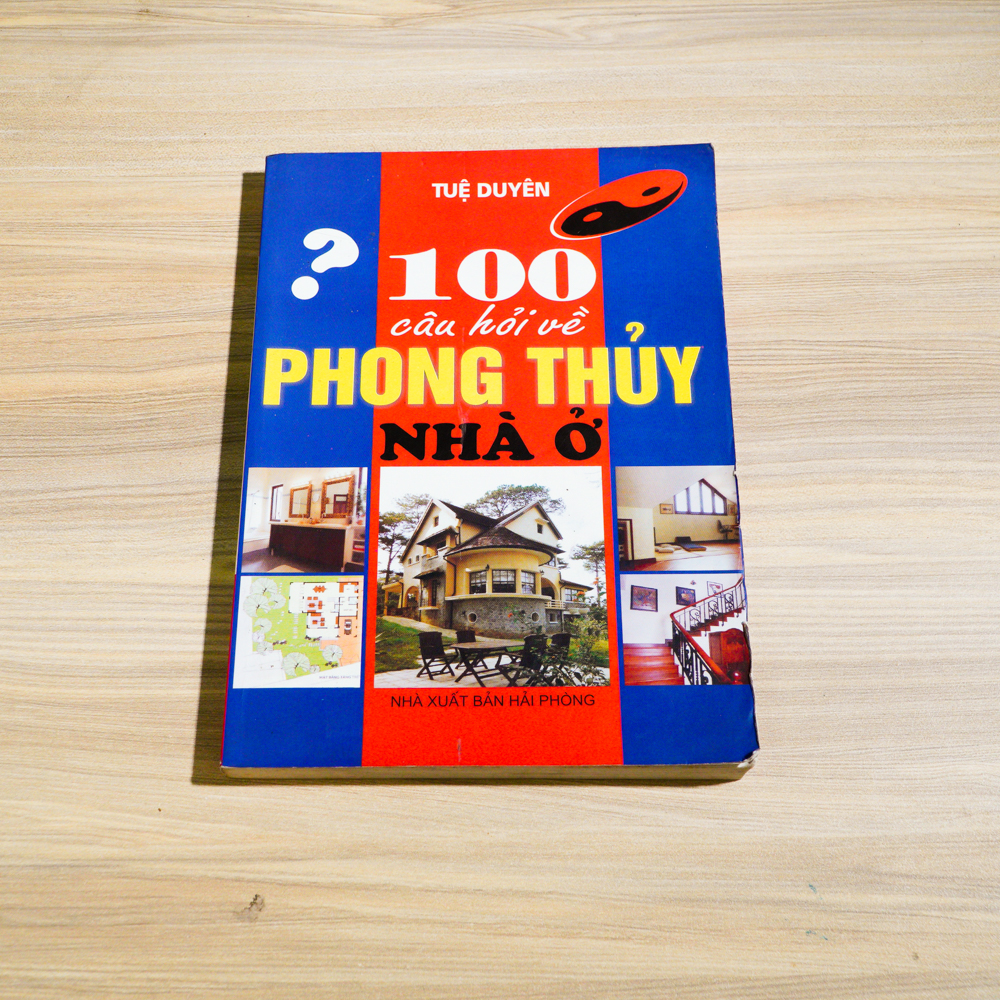 TUỆ DUYÊN
?
100
câu hỏi về
PHONG THỦY
NHÀ Ở
NHÀ XUẤT BẢN HẢI PHÒNG